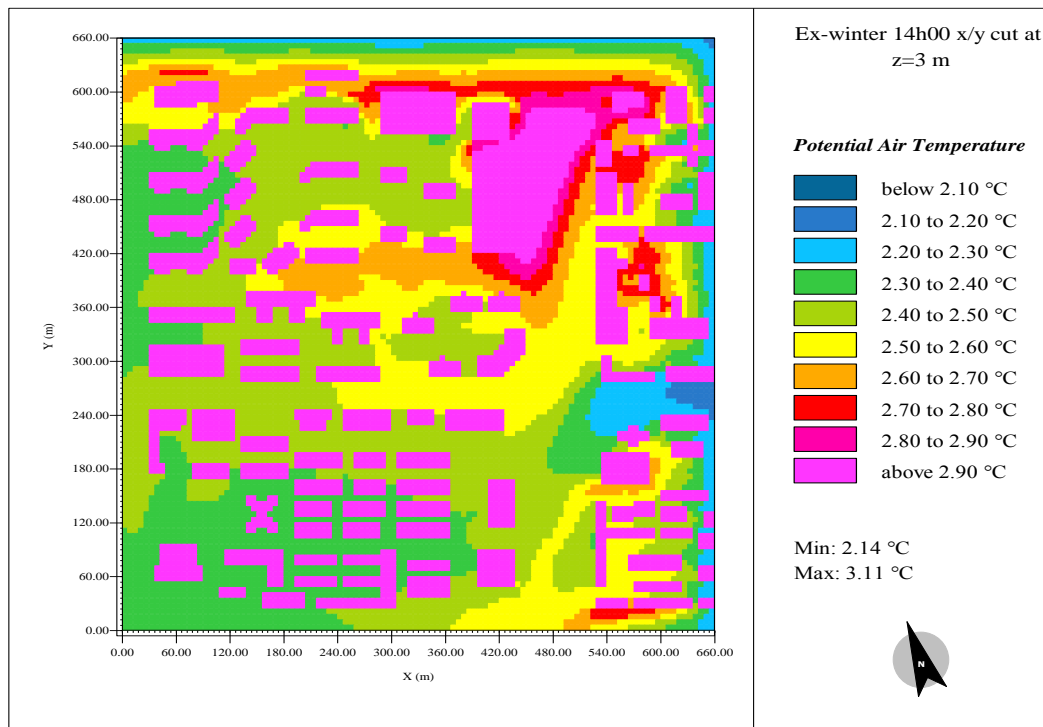 Ex-winter 14h00 x/y cut at
z=3 m
Potential Air Temperature
below 2.10 °C
2.10 to 2.20 °C
2.20 to 2.30 °C
2.30 to 2.40 °C
2.40 to 2.50 °C
2.50 to 2.60 °C
2.60 to 2.70 °C
2.70 to 2.80 °C
2.80 to 2.90 °C
above 2.90 °C
Min: 2.14 °C
Max: 3.11 °C
N
660.00
600.00
540.00
480.00
420.00
360.00
300.00
240.00
180.00
120.00
60.00
0.00
Y (m)
0.00 60.00 120.00 180.00 240.00 300.00 360.00 420.00 480.00 540.00 600.00 660.00
X (m)